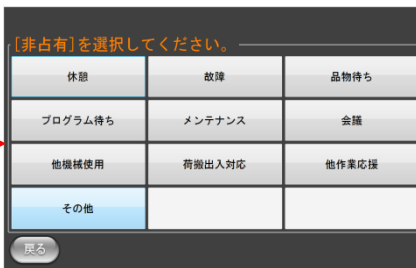 [非占有]を選択してください。
休憩 故障 品物待ち
プログラム待ち メンテナンス 会議
他機械使用 荷搬出入対応 他作業応援
その他
戻る